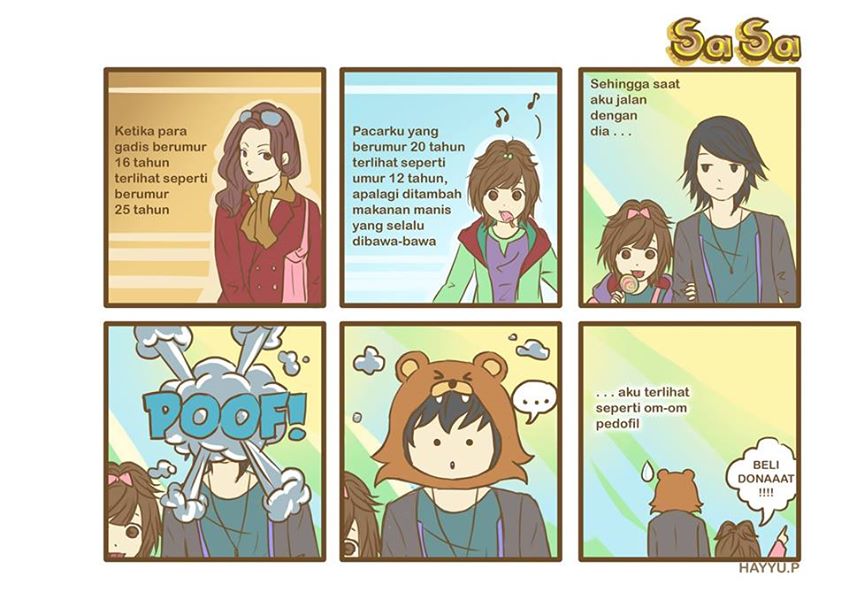 SaSa
Ketika para
gadis berumur
16 tahun
terlihat seperti
berumur
25 tahun
Pacarku yang
berumur 20 tahun
terlihat seperti
umur 12 tahun,
apalagi ditambah
makanan manis
yang selalu
dibawa-bawa
Sehingga saat
aku jalan
dengan
dia . . .
POOF!
...
. . . aku terlihat
seperti om-om
pedofil
BELI
DONAAAT
!!!!
HAYYU.P